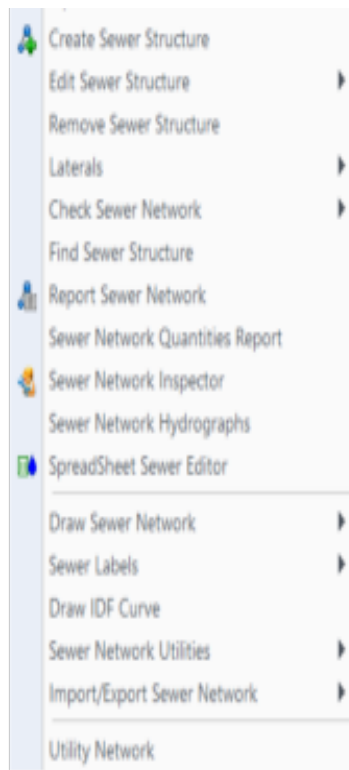 Create Sewer Structure
Edit Sewer Structure
Remove Sewer Structure
Laterals
Check Sewer Network
Find Sewer Structure
Report Sewer Network
Sewer Network Quantities Report
Sewer Network Inspector
Sewer Network Hydrographs
SpreadSheet Sewer Editor
Draw Sewer Network
Sewer Labels
Draw IDF Curve
Sewer Network Utilities
Import/Export Sewer Network
Utility Network